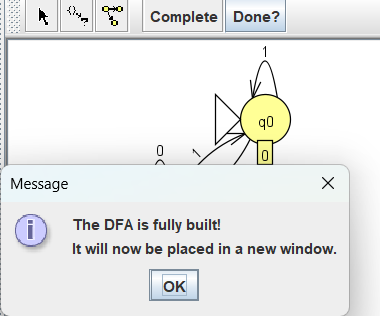 Complete
Done?
1
q0
0
0
1
Message
The DFA is fully built!
It will now be placed in a new window.
OK